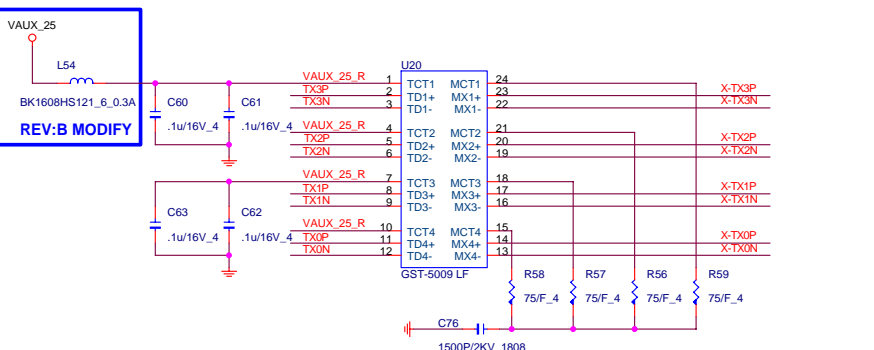 VAUX_25
L54
BK1608HS121_6_0.3A
REV:B MODIFY
C60
.1u/16V_4
C61
.1u/16V_4
C63
.1u/16V_4
C62
.1u/16V_4
U20
VAUX_25_R 1 TCT1 MCT1 24
TX3P 2 TD1+ MX1+ 23 X-TX3P
TX3N 3 TD1- MX1- 22 X-TX3N
VAUX_25_R 4 TCT2 MCT2 21
TX2P 5 TD2+ MX2+ 20 X-TX2P
TX2N 6 TD2- MX2- 19 X-TX2N
VAUX_25_R 7 TCT3 MCT3 18
TX1P 8 TD3+ MX3+ 17 X-TX1P
TX1N 9 TD3- MX3- 16 X-TX1N
VAUX_25_R 10 TCT4 MCT4 15
TX0P 11 TD4+ MX4+ 14 X-TX0P
TX0N 12 TD4- MX4- 13 X-TX0N
GST-5009 LF
R58 R57 R56 R59
75/F_4 75/F_4 75/F_4 75/F_4
C76
1500P/2KV_1808